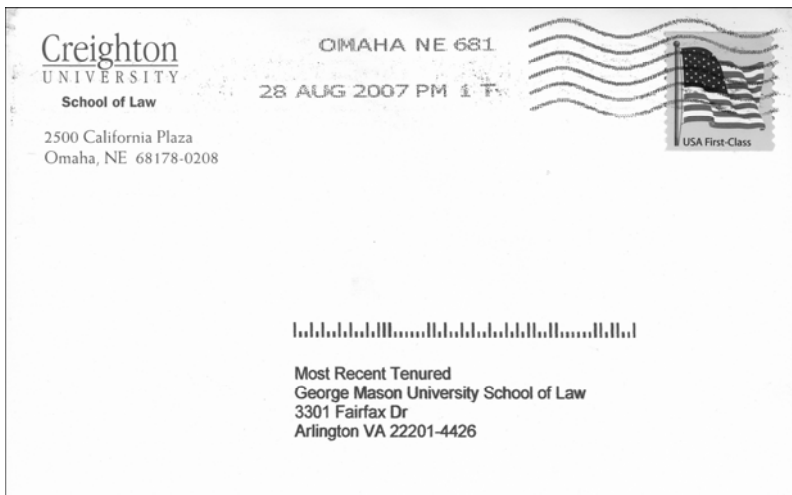 Creighton
UNIVERSITY
School of Law
2500 California Plaza
Omaha, NE 68178-0208
OMAHA NE 681
28 AUG 2007 PM 1 T
USA First-Class
Most Recent Tenured
George Mason University School of Law
3301 Fairfax Dr
Arlington VA 22201-4426